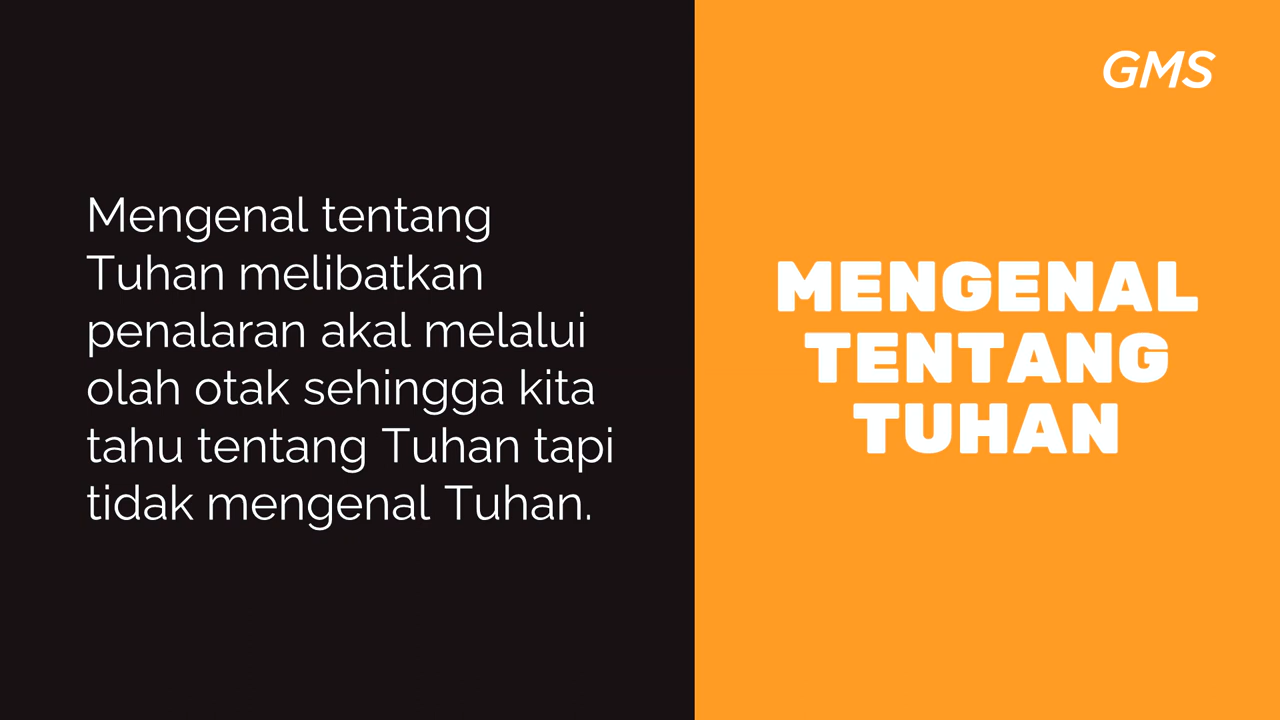 Mengenal tentang
Tuhan melibatkan
penalaran akal melalui
olah otak sehingga kita
tahu tentang Tuhan tapi
tidak mengenal Tuhan.
GMS
MENGENAL
TENTANG
TUHAN